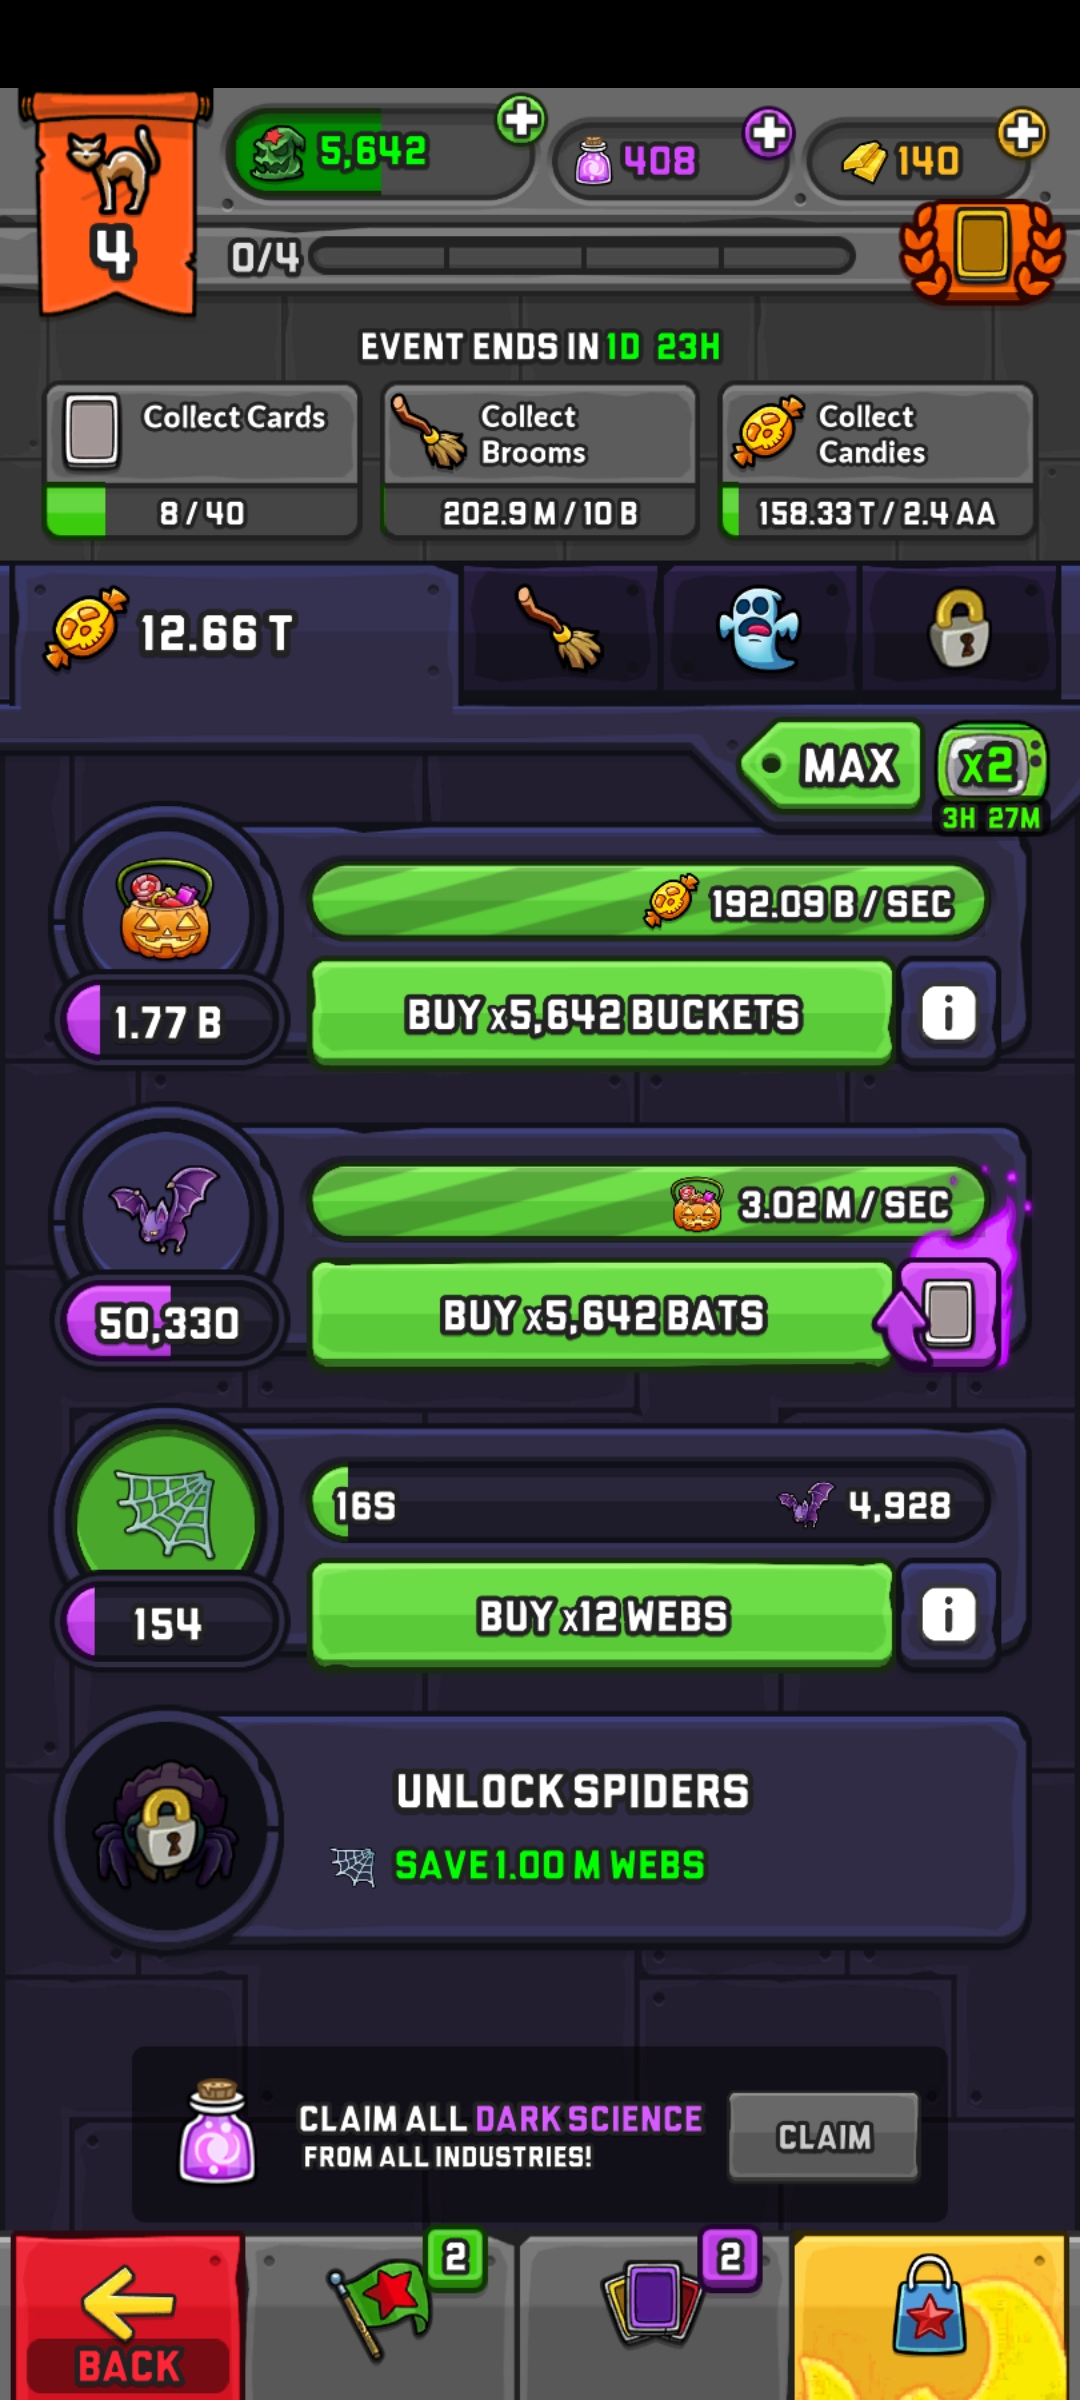 5,642
408
140
4
0/4
EVENT ENDS IN 1D 23H
Collect Cards
8 / 40
Collect
Brooms
202.9 M / 10 B
Collect
Candies
158.33 T / 2.4 AA
12.66 T
MAX
x2
3H 27M
192.09 B / SEC
1.77 B
BUY x5,642 BUCKETS
i
3.02 M / SEC
50,330
BUY x5,642 BATS
16S
4,928
154
BUY x12 WEBS
i
UNLOCK SPIDERS
SAVE 1.00 M WEBS
CLAIM ALL DARK SCIENCE
FROM ALL INDUSTRIES!
CLAIM
2
2
BACK